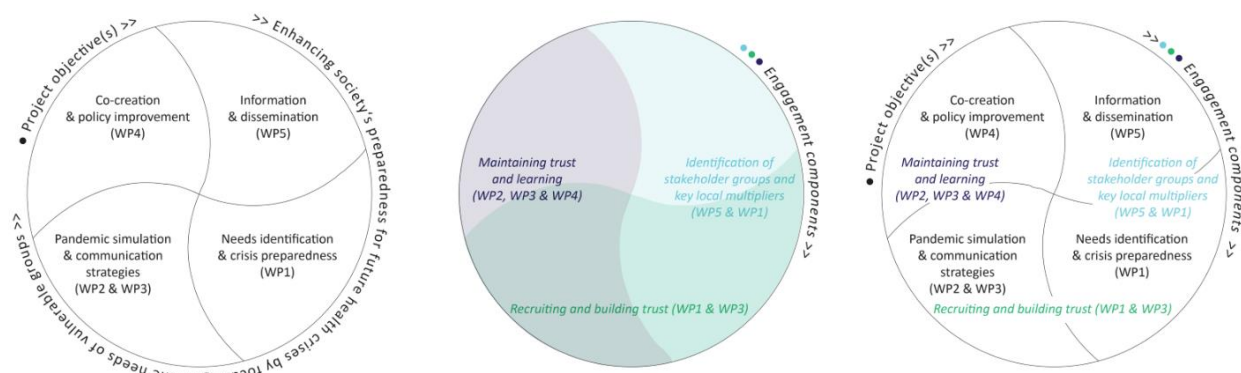 ● Project objective(s) >>
>> Enhancing society's preparedness for future health crises by
needs of vulnerable groups >>
Co-creation
& policy improvement
(WP4)
Information
& dissemination
(WP5)
Pandemic simulation
& communication
strategies
(WP2 & WP3)
Needs identification
& crisis preparedness
(WP1)
Engagement components >>
Maintaining trust
and learning
(WP2, WP3 & WP4)
Identification of
stakeholder groups and
key local multipliers
(WP5 & WP1)
Recruiting and building trust (WP1 & WP3)
● Project objective(s) >>
>> Engagement components >>
Co-creation
& policy improvement
(WP4)
Information
& dissemination
(WP5)
Maintaining trust
and learning
(WP2, WP3 & WP4)
Identification of
stakeholder groups and
key local multipliers
(WP5 & WP1)
Pandemic simulation
& communication
strategies
(WP2 & WP3)
Needs identification
& crisis preparedness
(WP1)
Recruiting and building trust (WP1 & WP3)